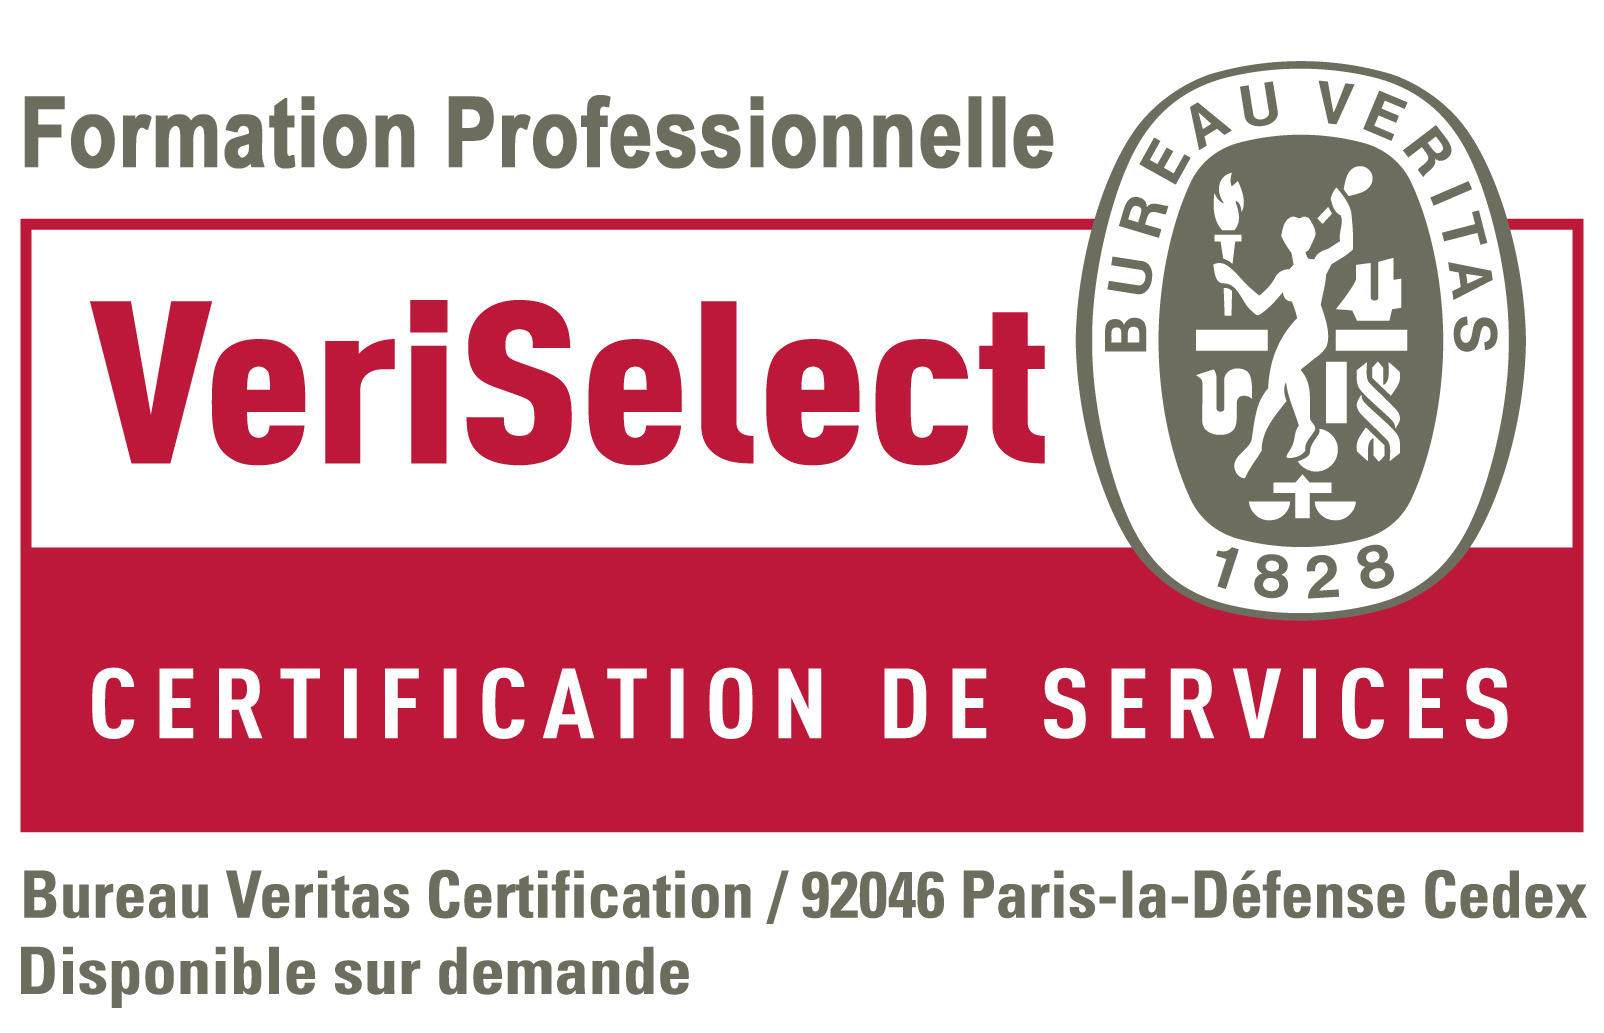 Formation Professionnelle
BUREAU VERITAS
1828
VeriSelect
CERTIFICATION DE SERVICES
Bureau Veritas Certification / 92046 Paris-la-Défense Cedex
Disponible sur demande